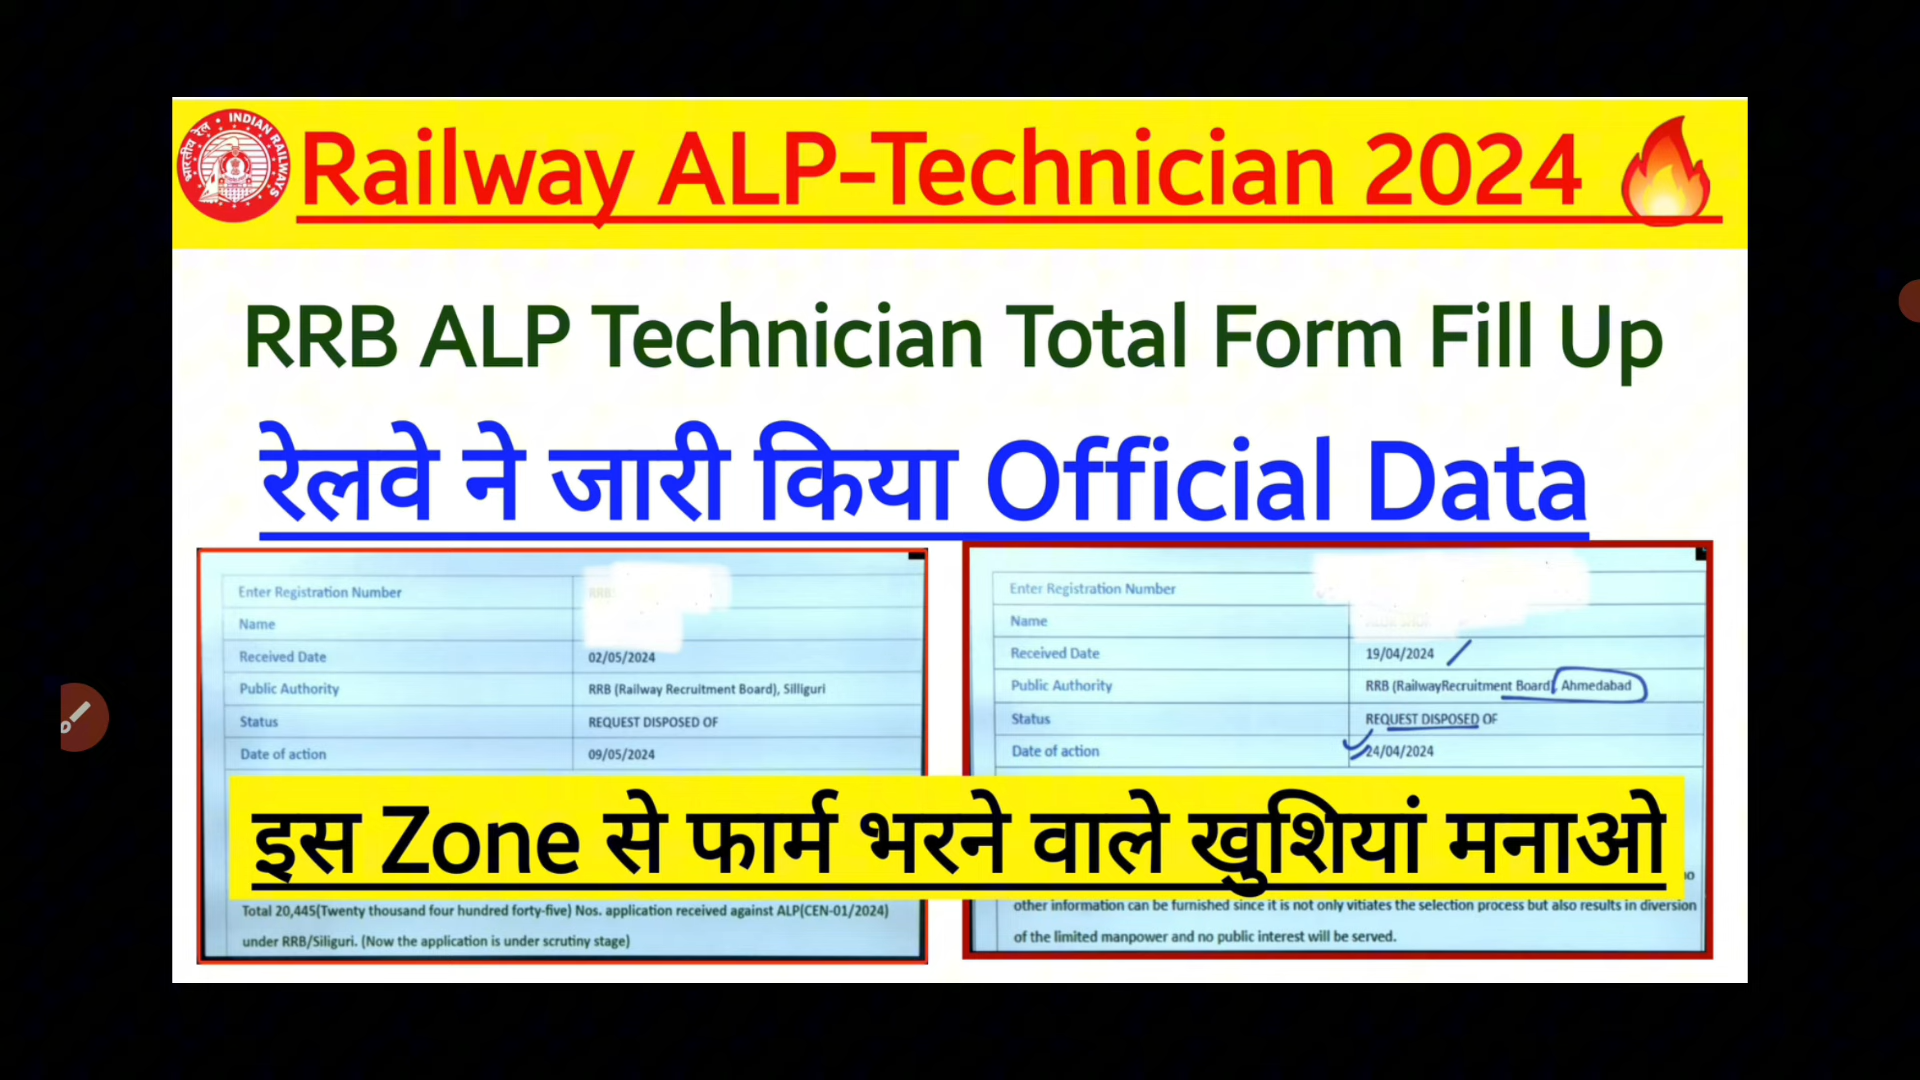 भारतीय रेल • INDIAN RAILWAYS
Railway ALP-Technician 2024
RRB ALP Technician Total Form Fill Up
रेलवे ने जारी किया Official Data
Enter Registration Number
Name
Received Date 02/05/2024
Public Authority RRB (Railway Recruitment Board), Silliguri
Status REQUEST DISPOSED OF
Date of action 09/05/2024
Enter Registration Number
Name
Received Date 19/04/2024
Public Authority RRB (RailwayRecruitment Board), Ahmedabad
Status REQUEST DISPOSED OF
Date of action 24/04/2024
इस Zone से फार्म भरने वाले खुशियां मनाओ
Total 20,445(Twenty thousand four hundred forty-five) Nos. application received against ALP(CEN-01/2024)
under RRB/Siliguri. (Now the application is under scrutiny stage)
other information can be furnished since it is not only vitiates the selection process but also results in diversion
of the limited manpower and no public interest will be served.